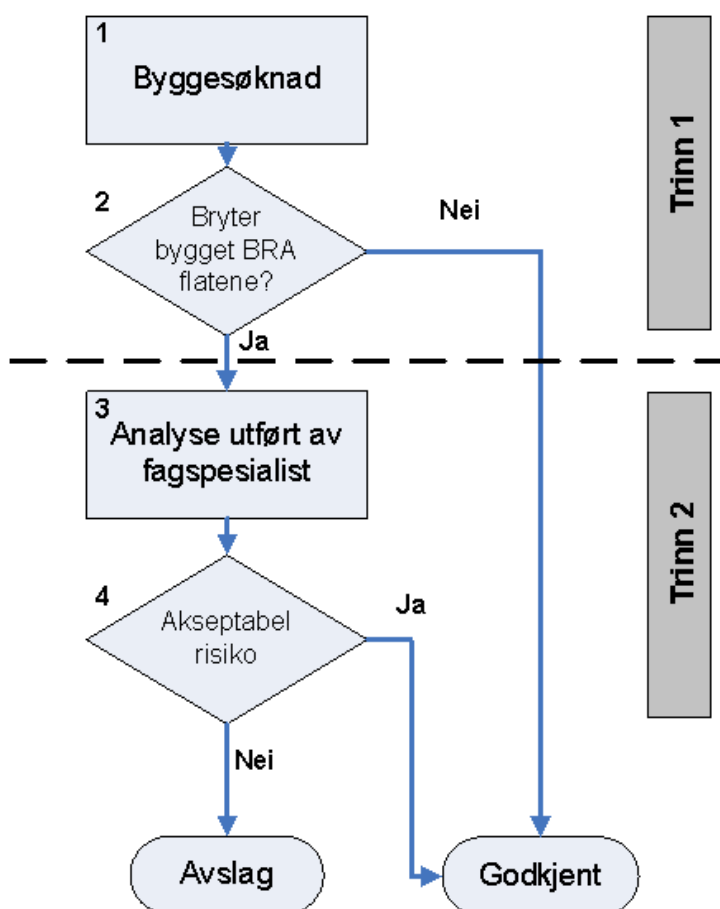 1
Byggesøknad
Trinn 1
2
Bryter
bygget BRA
flatene?
Nei
Ja
3
Analyse utført av
fagspesialist
Trinn 2
4
Akseptabel
risiko
Ja
Nei
Avslag
Godkjent